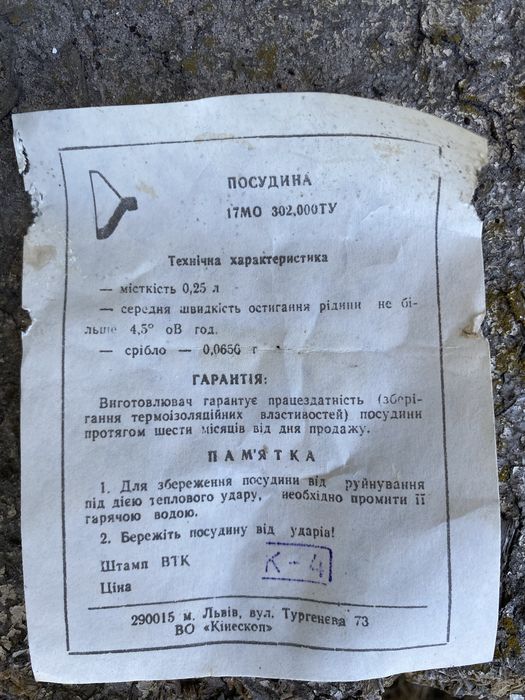 ПОСУДИНА
17МО 302,000ТУ
Технічна характеристика
— місткість 0,25 л
— середня швидкість остигання рідини не бі-
льше 4,5° оВ год.
— срібло — 0,0656 г
ГАРАНТІЯ:
Виготовлювач гарантує працездатність (збері-
гання термоізоляційних властивостей) посудини
протягом шести місяців від дня продажу.
ПАМ'ЯТКА
1. Для збереження посудини від руйнування
під дією теплового удару, необхідно промити її
гарячою водою.
2. Бережіть посудину від ударів!
Штамп ВТК К-4
Ціна
290015 м. Львів, вул. Тургенєва 73
ВО «Кінескоп»